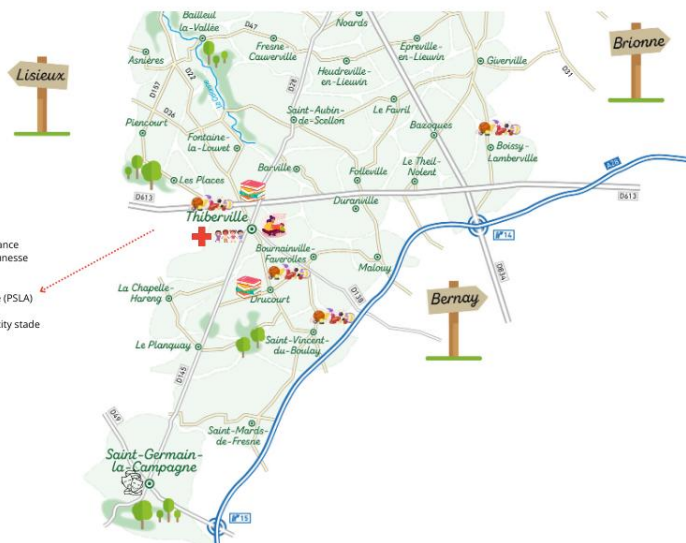 Bailleul
la-Vallée
D47
Noards
Asnières
Fresne-
Cauverville
Epreville-
en-Lieuvin
Giverville
Brionne
Lisieux
D22
D157
D28
Heudreville-
en-Lieuvin
D31
D36
Piencourt
Saint-Aubin-
de-Scellon
Le Favril
Bazoques
Fontaine-
la-Louvet
Boissy-
Lamberville
Barville
Folleville
Le Theil-
Nolent
Les Places
A28
D613
Duranville
D613
Thiberville
14
ance
unesse
Bournainville-
Faverolles
Malouy
D834
(PSLA)
La Chapelle-
Hareng
Drucourt
D138
Bernay
city stade
Le Planquay
Saint-Vincent-
du-Boulay
D145
D49
Saint-Mards-
de-Fresne
Saint-Germain-
la-Campagne
15